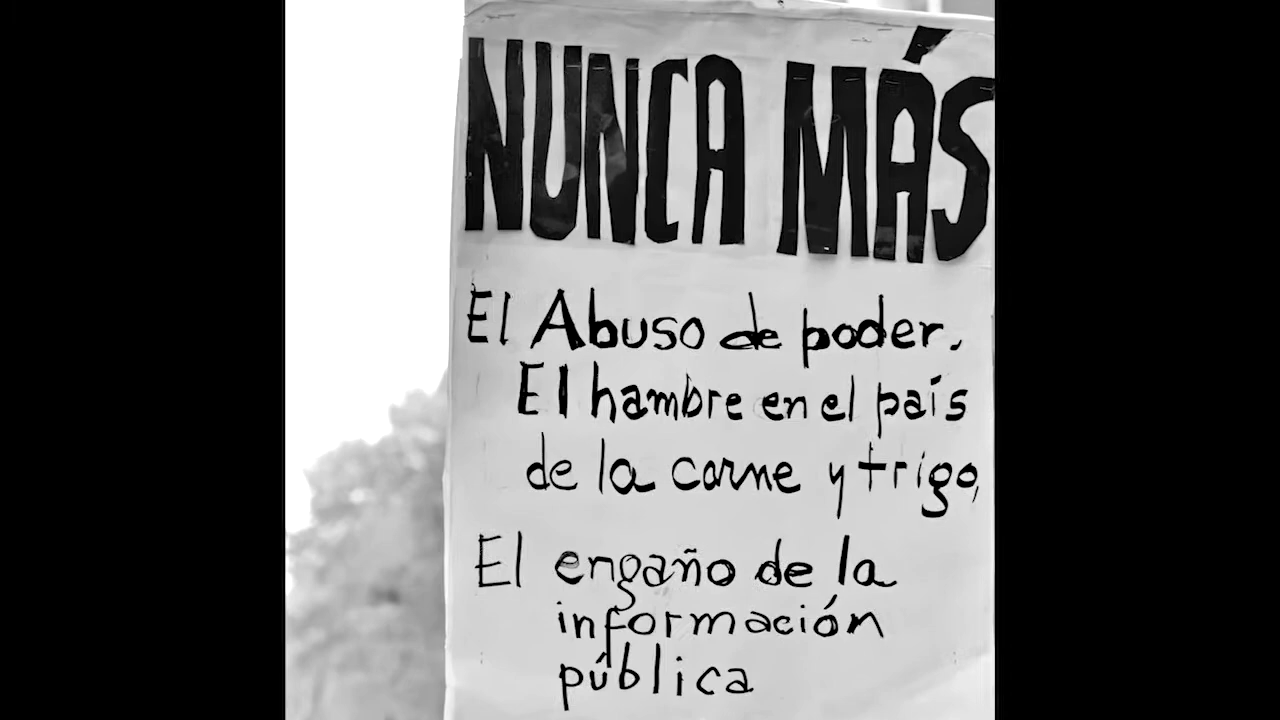 NUNCA MÁS
El Abuso de poder.
El hambre en el país
de la carne y trigo,
El engaño de la
información
pública